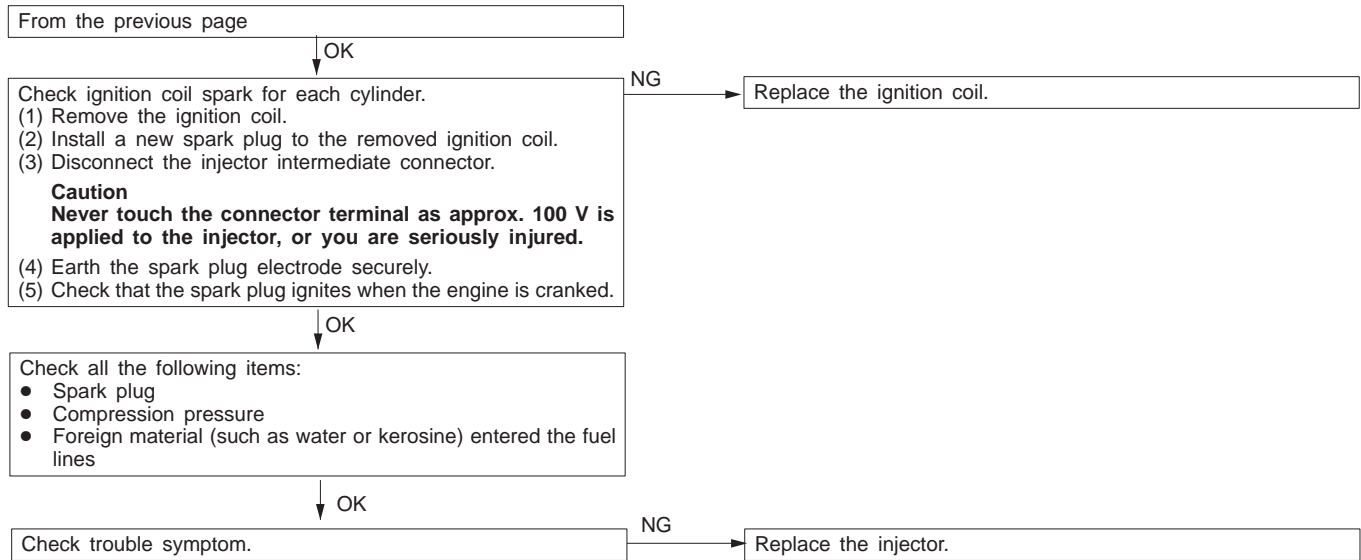 From the previous page
OK
Check ignition coil spark for each cylinder.
(1) Remove the ignition coil.
(2) Install a new spark plug to the removed ignition coil.
(3) Disconnect the injector intermediate connector.
Caution
Never touch the connector terminal as approx. 100 V is
applied to the injector, or you are seriously injured.
(4) Earth the spark plug electrode securely.
(5) Check that the spark plug ignites when the engine is cranked.
NG
Replace the ignition coil.
OK
Check all the following items:
● Spark plug
● Compression pressure
● Foreign material (such as water or kerosine) entered the fuel
lines
OK
Check trouble symptom.
NG
Replace the injector.